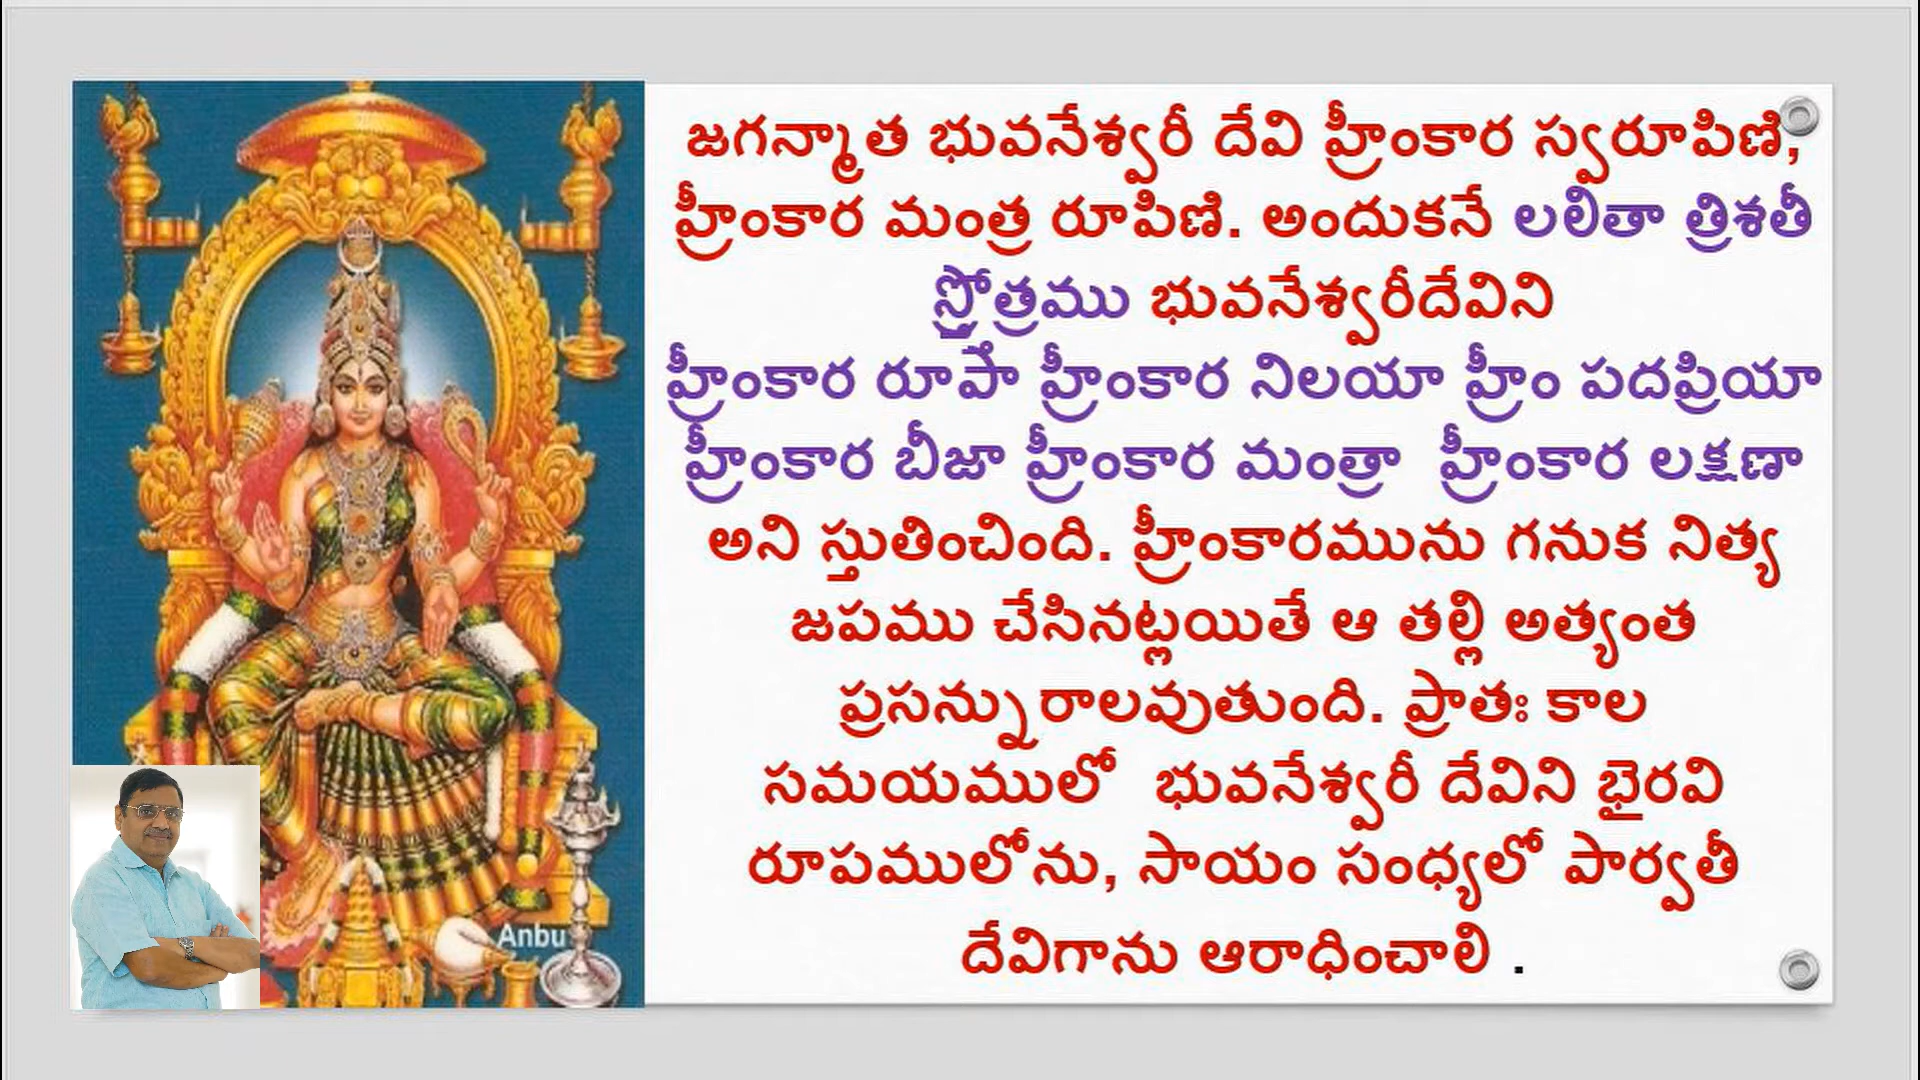 జగన్మాత భువనేశ్వరీ దేవి హ్రీంకార స్వరూపిణి,
హ్రీంకార మంత్ర రూపిణి. అందుకనే లలితా త్రిశతీ
స్తోత్రము భువనేశ్వరీదేవిని
హ్రీంకార రూపా హ్రీంకార నిలయా హ్రీం పదప్రియా
హ్రీంకార బీజా హ్రీంకార మంత్రా హ్రీంకార లక్షణా
అని స్తుతించింది. హ్రీంకారమును గనుక నిత్య
జపము చేసినట్లయితే ఆ తల్లి అత్యంత
ప్రసన్నురాలవుతుంది. ప్రాతః కాల
సమయములో భువనేశ్వరీ దేవిని భైరవి
రూపములోను, సాయం సంధ్యలో పార్వతీ
దేవిగాను ఆరాధించాలి .
Anbu